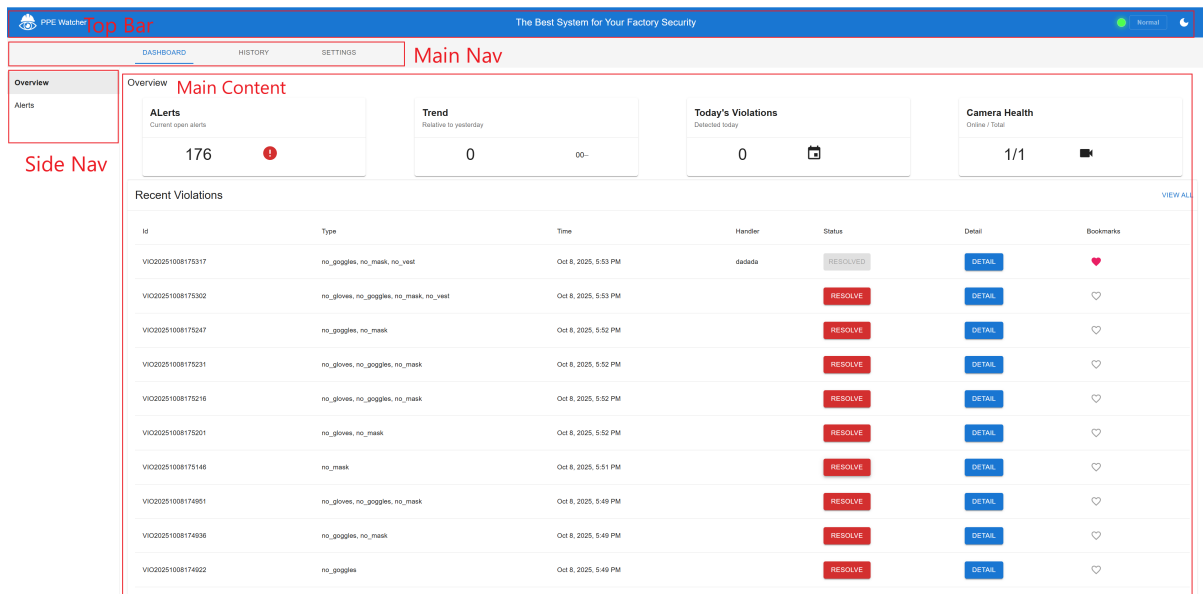 PPE Watcher Top Bar The Best System for Your Factory Security Normal
DASHBOARD HISTORY SETTINGS Main Nav
Overview
Alerts
Side Nav
Overview Main Content
ALerts Trend Today's Violations Camera Health
Current open alerts Relative to yesterday Detected today Online / Total
176 0 00– 0 1/1
Recent Violations VIEW ALL
Id Type Time Handler Status Detail Bookmarks
VIO20251008175317 no_goggles, no_mask, no_vest Oct 8, 2025, 5:53 PM dadada RESOLVED DETAIL
VIO20251008175302 no_gloves, no_goggles, no_mask, no_vest Oct 8, 2025, 5:53 PM RESOLVE DETAIL
VIO20251008175247 no_goggles, no_mask Oct 8, 2025, 5:52 PM RESOLVE DETAIL
VIO20251008175231 no_gloves, no_goggles, no_mask Oct 8, 2025, 5:52 PM RESOLVE DETAIL
VIO20251008175216 no_gloves, no_goggles, no_mask Oct 8, 2025, 5:52 PM RESOLVE DETAIL
VIO20251008175201 no_gloves, no_mask Oct 8, 2025, 5:52 PM RESOLVE DETAIL
VIO20251008175146 no_mask Oct 8, 2025, 5:51 PM RESOLVE DETAIL
VIO20251008174951 no_gloves, no_goggles, no_mask Oct 8, 2025, 5:49 PM RESOLVE DETAIL
VIO20251008174936 no_goggles, no_mask Oct 8, 2025, 5:49 PM RESOLVE DETAIL
VIO20251008174922 no_goggles Oct 8, 2025, 5:49 PM RESOLVE DETAIL